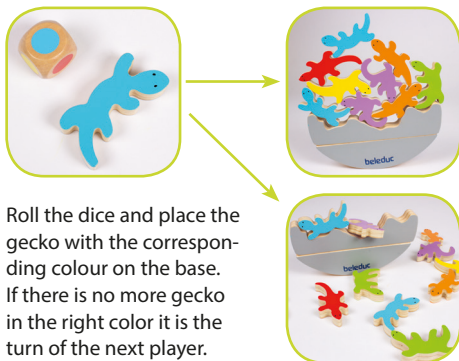 beleduc
beleduc
Roll the dice and place the
gecko with the correspon-
ding colour on the base.
If there is no more gecko
in the right color it is the
turn of the next player.